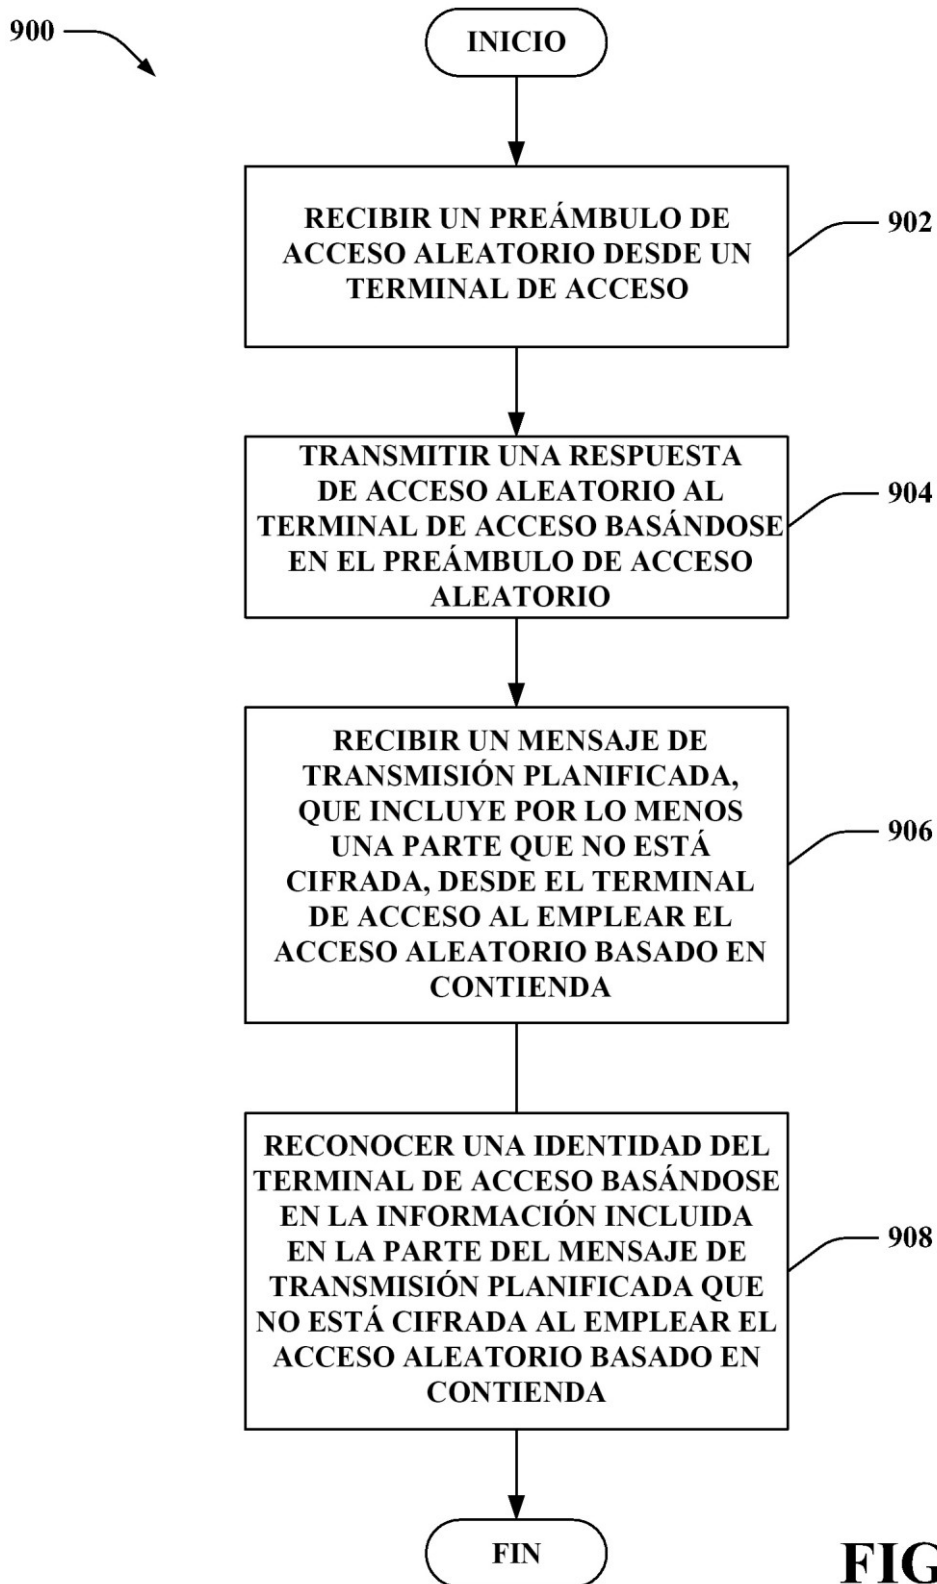 900
INICIO
RECIBIR UN PREÁMBULO DE
ACCESO ALEATORIO DESDE UN
TERMINAL DE ACCESO
902
TRANSMITIR UNA RESPUESTA
DE ACCESO ALEATORIO AL
TERMINAL DE ACCESO BASÁNDOSE
EN EL PREÁMBULO DE ACCESO
ALEATORIO
904
RECIBIR UN MENSAJE DE
TRANSMISIÓN PLANIFICADA,
QUE INCLUYE POR LO MENOS
UNA PARTE QUE NO ESTÁ
CIFRADA, DESDE EL TERMINAL
DE ACCESO AL EMPLEAR EL
ACCESO ALEATORIO BASADO EN
CONTIENDA
906
RECONOCER UNA IDENTIDAD DEL
TERMINAL DE ACCESO BASÁNDOSE
EN LA INFORMACIÓN INCLUIDA
EN LA PARTE DEL MENSAJE DE
TRANSMISIÓN PLANIFICADA QUE
NO ESTÁ CIFRADA AL EMPLEAR EL
ACCESO ALEATORIO BASADO EN
CONTIENDA
908
FIN
FIG